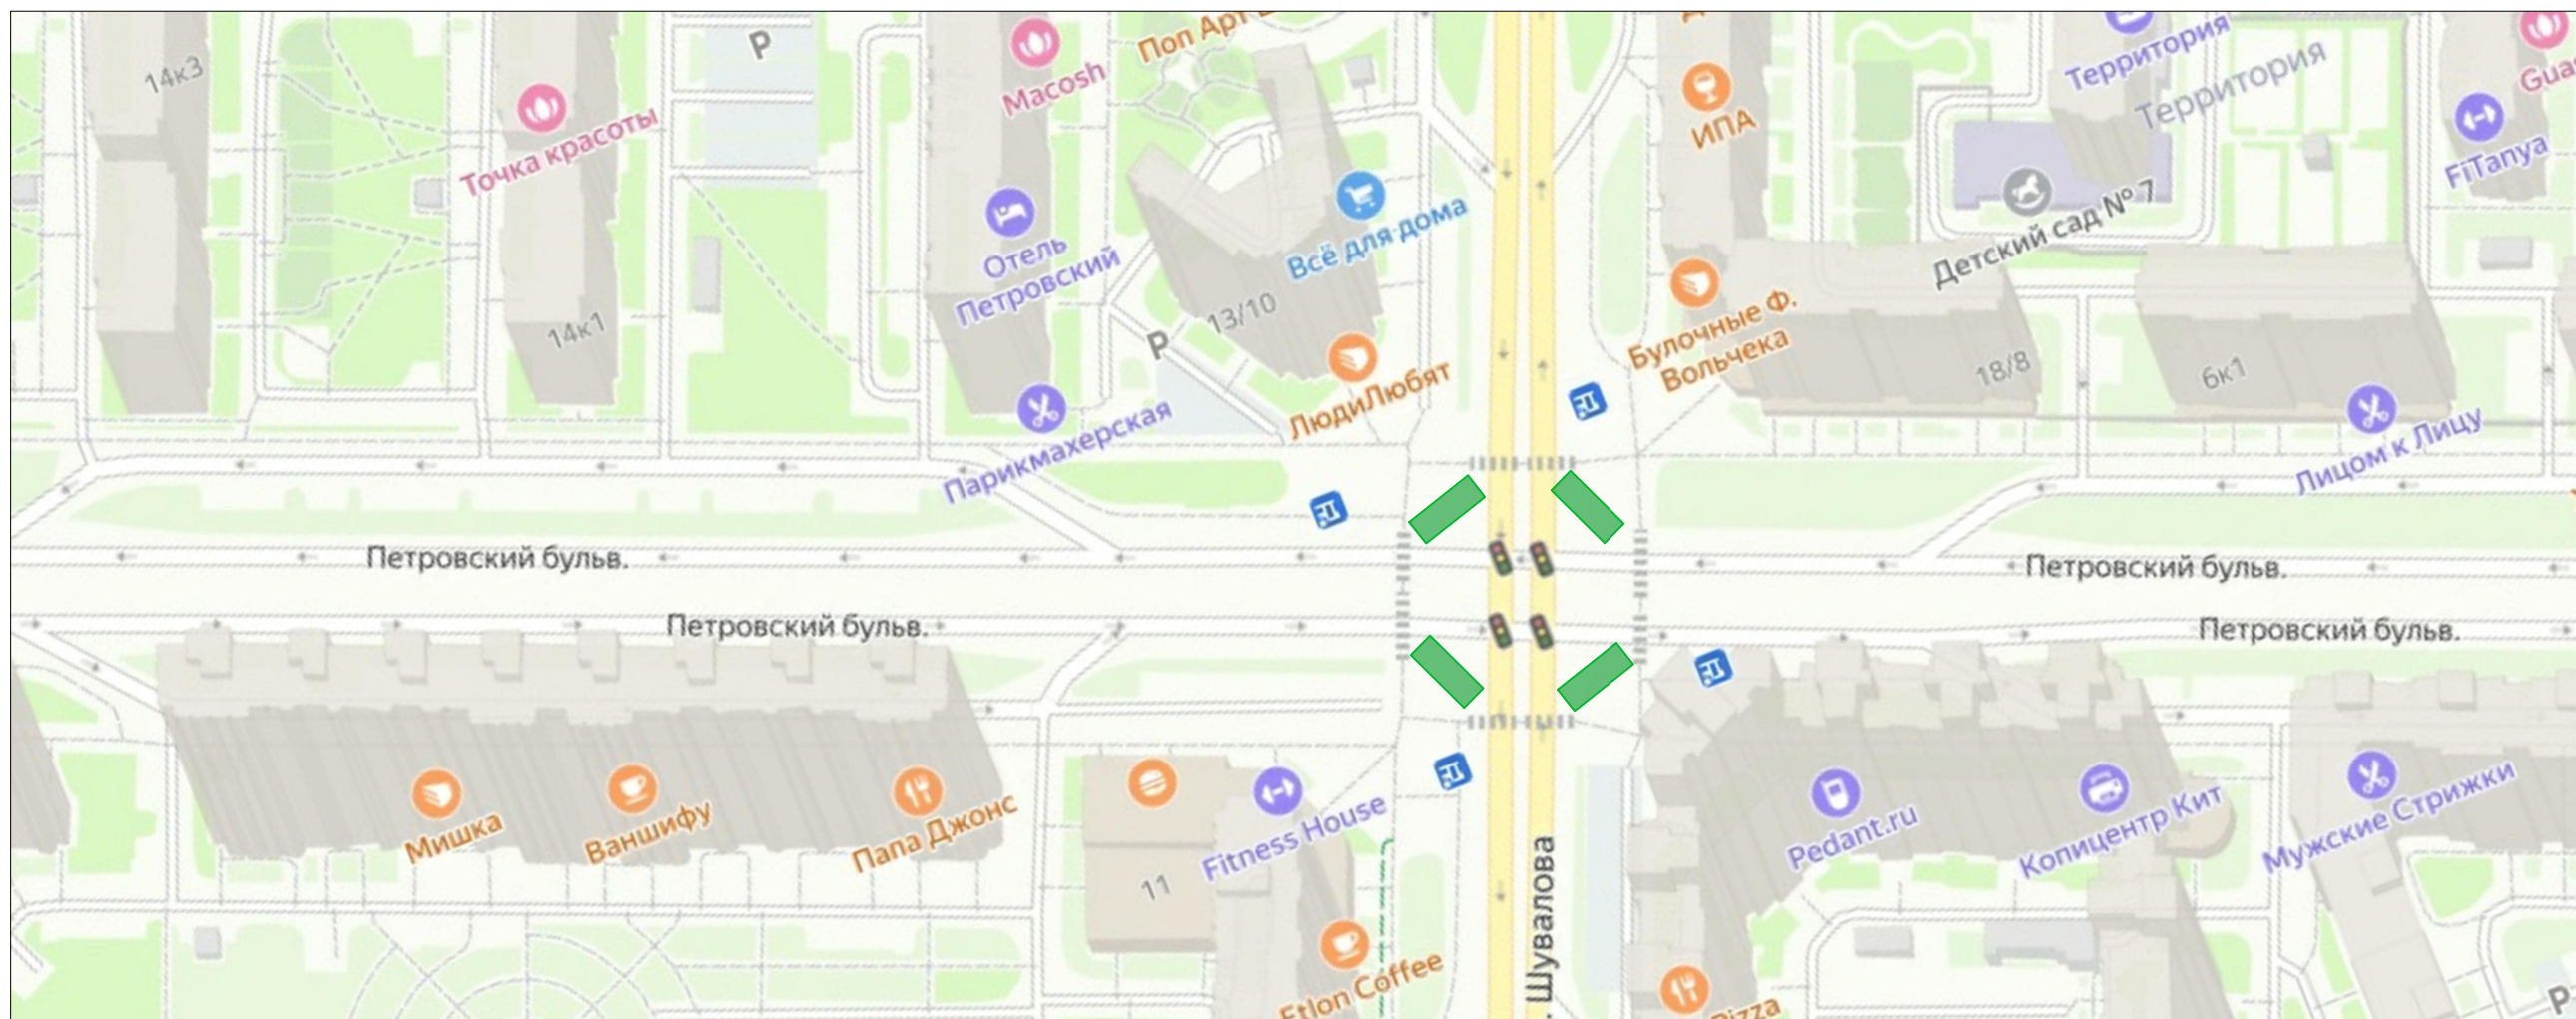 14к3
Точка красоты
14к1
P
Macosh
Поп Арт
Отель
Петровский
Парикмахерская
P
13/10
Всё для дома
ЛюдиЛюбят
ИПА
Булочные Ф.
Вольчека
Территория
Территория
Детский сад № 7
18/8
6к1
Лицом к Лицу
FiTanya
Петровский бульв.
Петровский бульв.
Петровский бульв.
Петровский бульв.
Мишка
Ваншифу
Папа Джонс
11
Fitness House
Etlon Coffee
Шувалова
Pedant.ru
Копицентр Кит
Мужские Стрижки
P